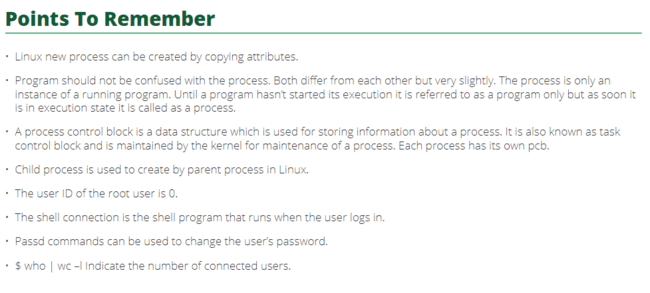 Points To Remember
• Linux new process can be created by copying attributes.
• Program should not be confused with the process. Both differ from each other but very slightly. The process is only an
instance of a running program. Until a program hasn't started its execution it is referred to as a program only but as soon it
is in execution state it is called as a process.
• A process control block is a data structure which is used for storing information about a process. It is also known as task
control block and is maintained by the kernel for maintenance of a process. Each process has its own pcb.
• Child process is used to create by parent process in Linux.
• The user ID of the root user is 0.
• The shell connection is the shell program that runs when the user logs in.
• Passd commands can be used to change the user's password.
• $ who | wc –l Indicate the number of connected users.